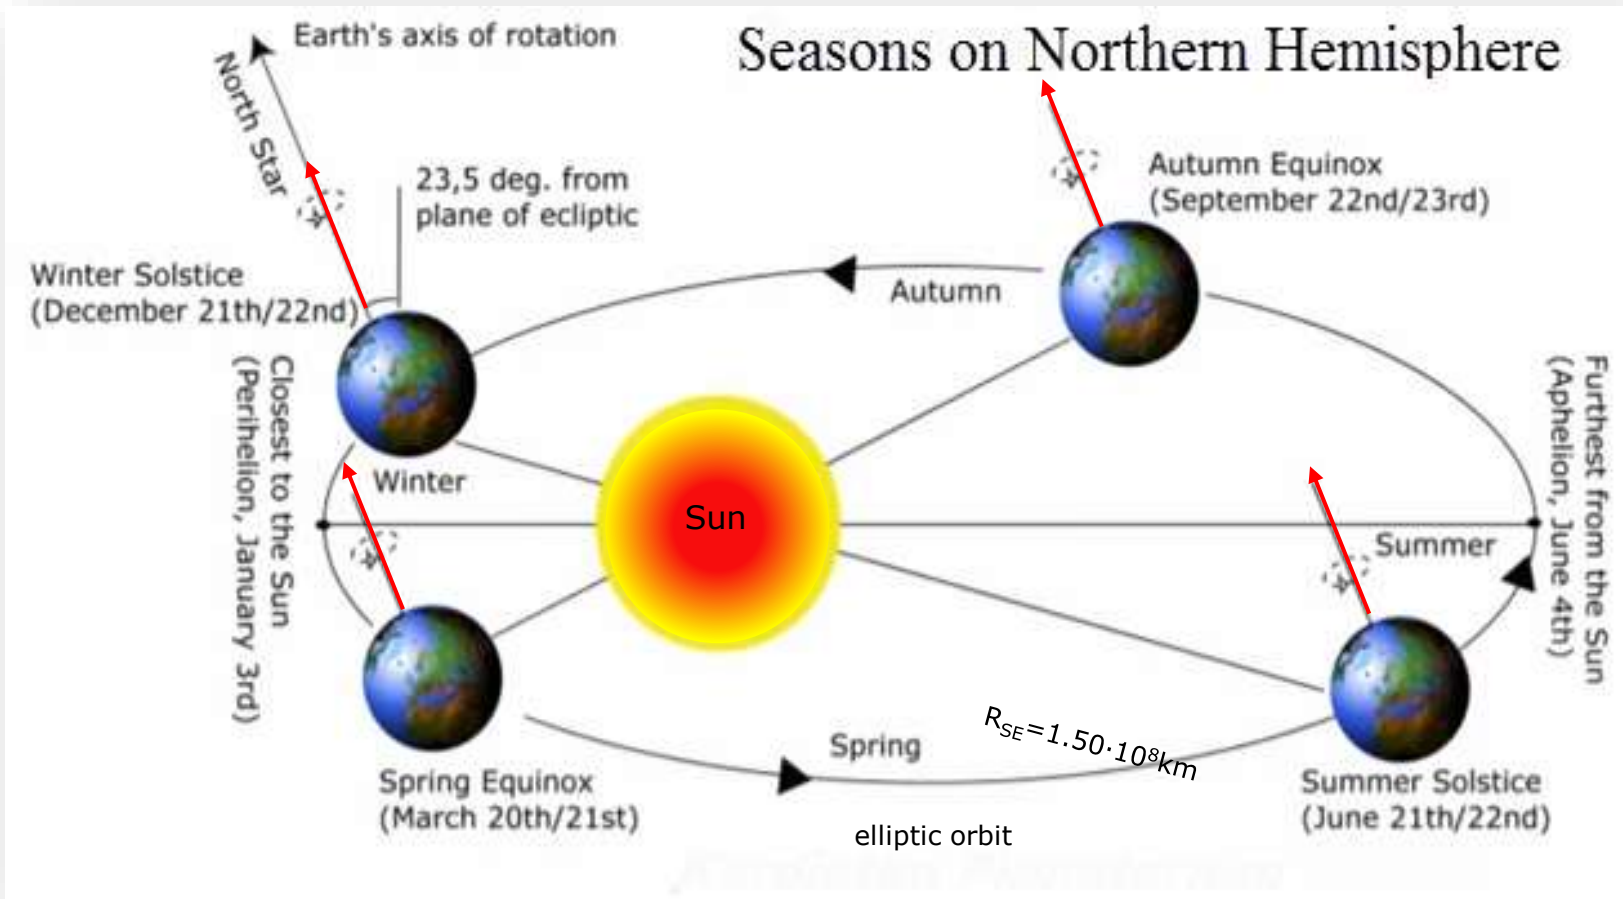 Seasons on Northern Hemisphere
Earth's axis of rotation
North Star
23,5 deg. from
plane of ecliptic
Autumn Equinox
(September 22nd/23rd)
Winter Solstice
(December 21th/22nd)
Autumn
Closest to the Sun
(Perihelion, January 3rd)
Winter
Sun
Summer
Furthest from the Sun
(Aphelion, June 4th)
R_SE=1.50·10⁸km
Spring
Spring Equinox
(March 20th/21st)
Summer Solstice
(June 21th/22nd)
elliptic orbit